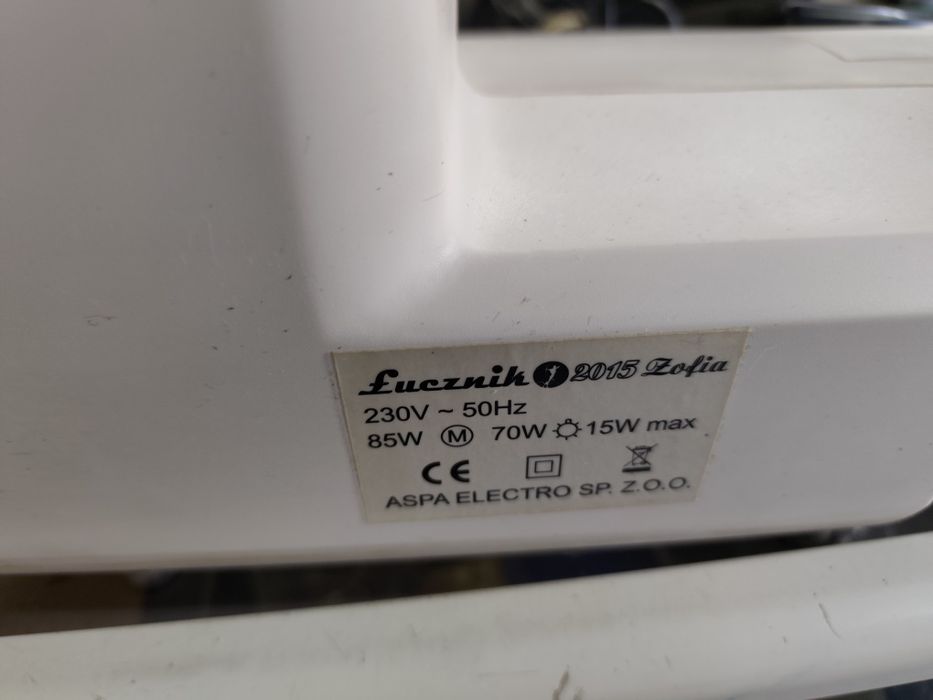 Łucznik 2015 Zofia
230V ~ 50Hz
85W M 70W 15W max
CE
ASPA ELECTRO SP. Z.O.O.